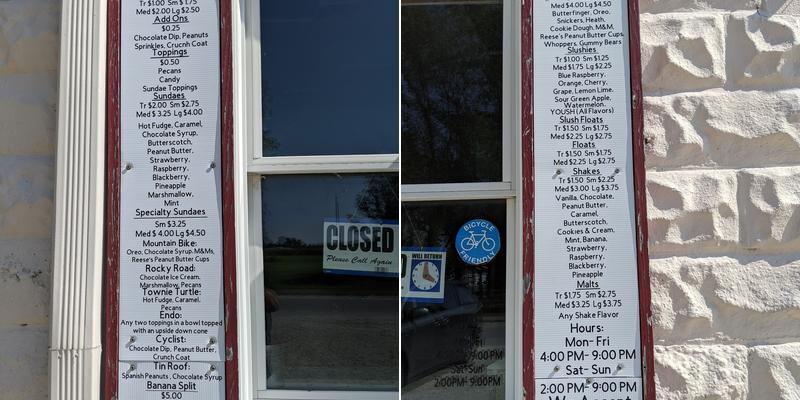 Tr $1.00 Sm $1.75
Med $2.00 Lg $2.50
Add Ons
$0.25
Chocolate Dip, Peanuts
Sprinkles, Crucnh Coat
Toppings
$0.50
Pecans
Candy
Sundae Toppings
Sundaes
Tr $2.00 Sm $2.75
Med $3.25 Lg $4.00
Hot Fudge, Caramel,
Chocolate Syrup,
Butterscotch,
Peanut Butter,
Strawberry,
Raspberry,
Blackberry,
Pineapple
Marshmallow,
Mint
Specialty Sundaes
Sm $3.25
Med $4.00 Lg $4.50
Mountain Bike:
Oreo, Chocolate Syrup, M&Ms,
Reese's Peanut Butter Cups
Rocky Road:
Chocolate Ice Cream,
Marshmallow, Pecans
Townie Turtle:
Hot Fudge, Caramel,
Pecans
Endo:
Any two toppings in a bowl topped
with an upside down cone
Cyclist:
Chocolate Dip, Peanut Butter,
Crunch Coat
Tin Roof:
Spanish Peanuts, Chocolate Syrup
Banana Split
$5.00
CLOSED
Please Call Again
WILL RETURN
BICYCLE
FRIENDLY
Fri
9:00 PM
Sat-Sun
2:00PM-9:00PM
Med $4.00 Lg $4.50
Butterfinger, Oreo,
Snickers, Heath,
Cookie Dough, M&M,
Reese's Peanut Butter Cups,
Whoppers, Gummy Bears
Slushies
Tr $1.00 Sm $1.25
Med $1.75 Lg $2.25
Blue Raspberry,
Orange, Cherry,
Grape, Lemon Lime,
Sour Green Apple,
Watermelon,
YOUSH (All Flavors)
Slush Floats
Tr $1.50 Sm $1.75
Med $2.25 Lg $2.75
Floats
Tr $1.50 Sm $1.75
Med $2.25 Lg $2.75
Shakes
Tr $1.50 Sm $2.25
Med $3.00 Lg $3.75
Vanilla, Chocolate,
Peanut Butter,
Caramel,
Butterscotch,
Cookies & Cream,
Mint, Banana,
Strawberry,
Raspberry,
Blackberry,
Pineapple
Malts
Tr $1.75 Sm $2.75
Med $3.25 Lg $3.75
Any Shake Flavor
Hours:
Mon-Fri
4:00 PM-9:00 PM
Sat-Sun
2:00 PM-9:00 PM
We Accept